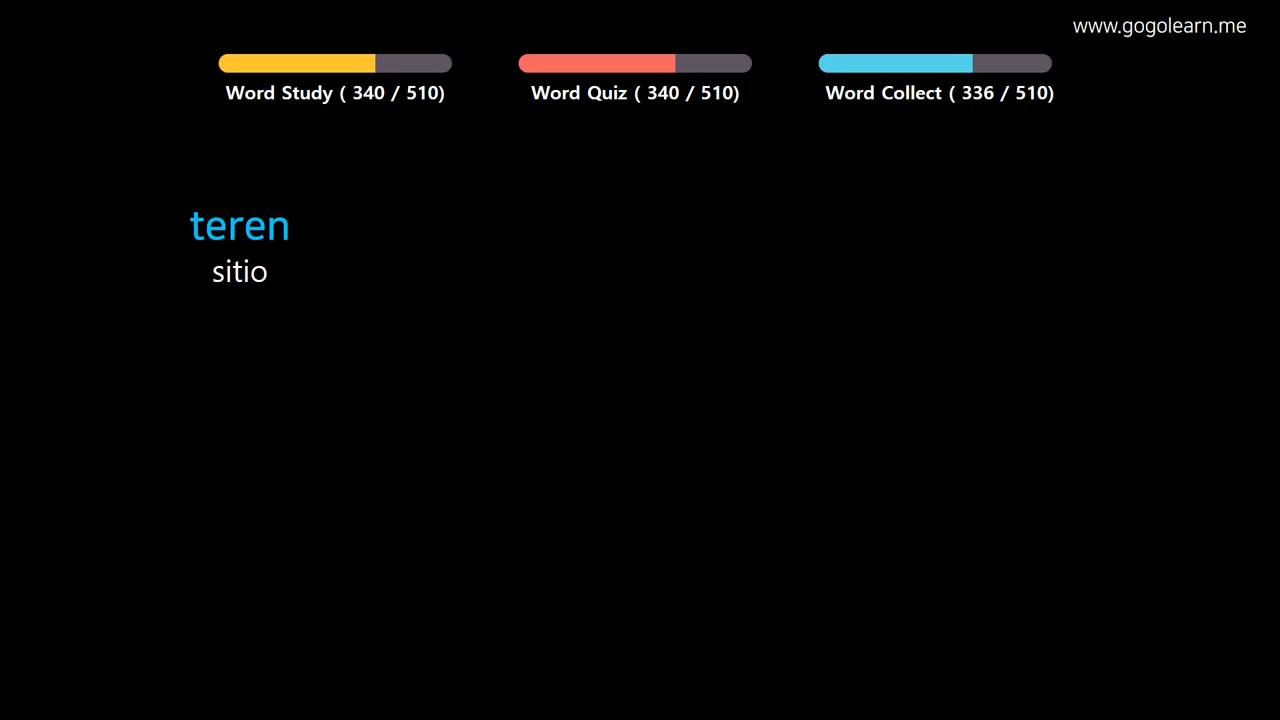 www.gogolearn.me
Word Study ( 340 / 510)
Word Quiz ( 340 / 510)
Word Collect ( 336 / 510)
teren
sitio